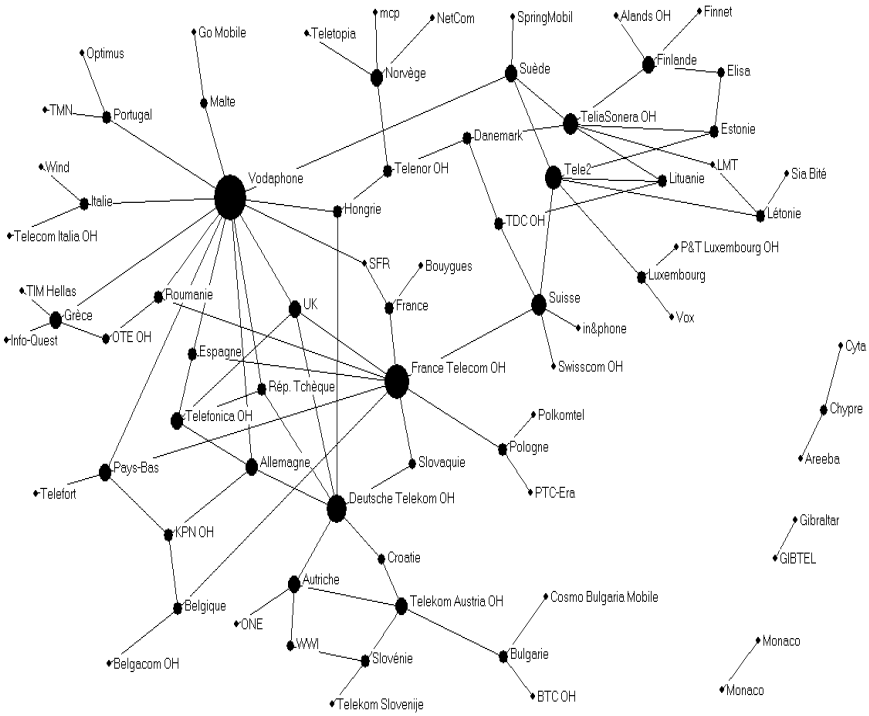 mcp
NetCom
SpringMobil
Alands OH
Finnet
Go Mobile
Teletopia
Optimus
Norvège
Suède
Finlande
Elisa
Malte
TMN
Portugal
TeliaSonera OH
Danemark
Estonie
Wind
Telenor OH
Vodaphone
Tele2
LMT
Lituanie
Sia Bité
Italie
Hongrie
TDC OH
Létonie
Telecom Italia OH
P&T Luxembourg OH
SFR
Bouygues
Luxembourg
TIM Hellas
Roumanie
UK
France
Suisse
Grèce
Vox
in&phone
Info-Quest
OTE OH
Cyta
Espagne
France Telecom OH
Swisscom OH
Rép. Tchèque
Telefonica OH
Polkomtel
Chypre
Pologne
Areeba
Pays-Bas
Allemagne
Slovaquie
Telefort
PTC-Era
Deutsche Telekom OH
Gibraltar
KPN OH
GIBTEL
Croatie
Autriche
Belgique
Telekom Austria OH
Cosmo Bulgaria Mobile
ONE
WWI
Monaco
Belgacom OH
Slovénie
Bulgarie
Monaco
BTC OH
Telekom Slovenije